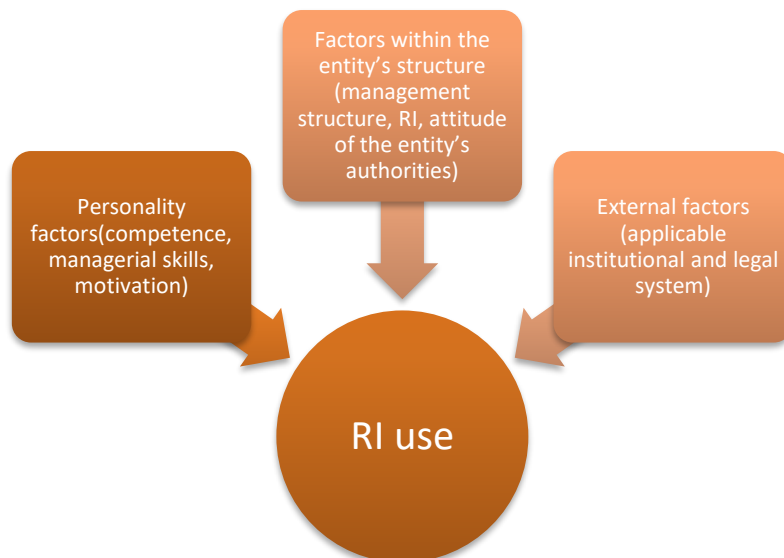 Factors within the
entity’s structure
(management
structure, RI, attitude
of the entity’s
authorities)
Personality
factors(competence,
managerial skills,
motivation)
External factors
(applicable
institutional and legal
system)
RI use